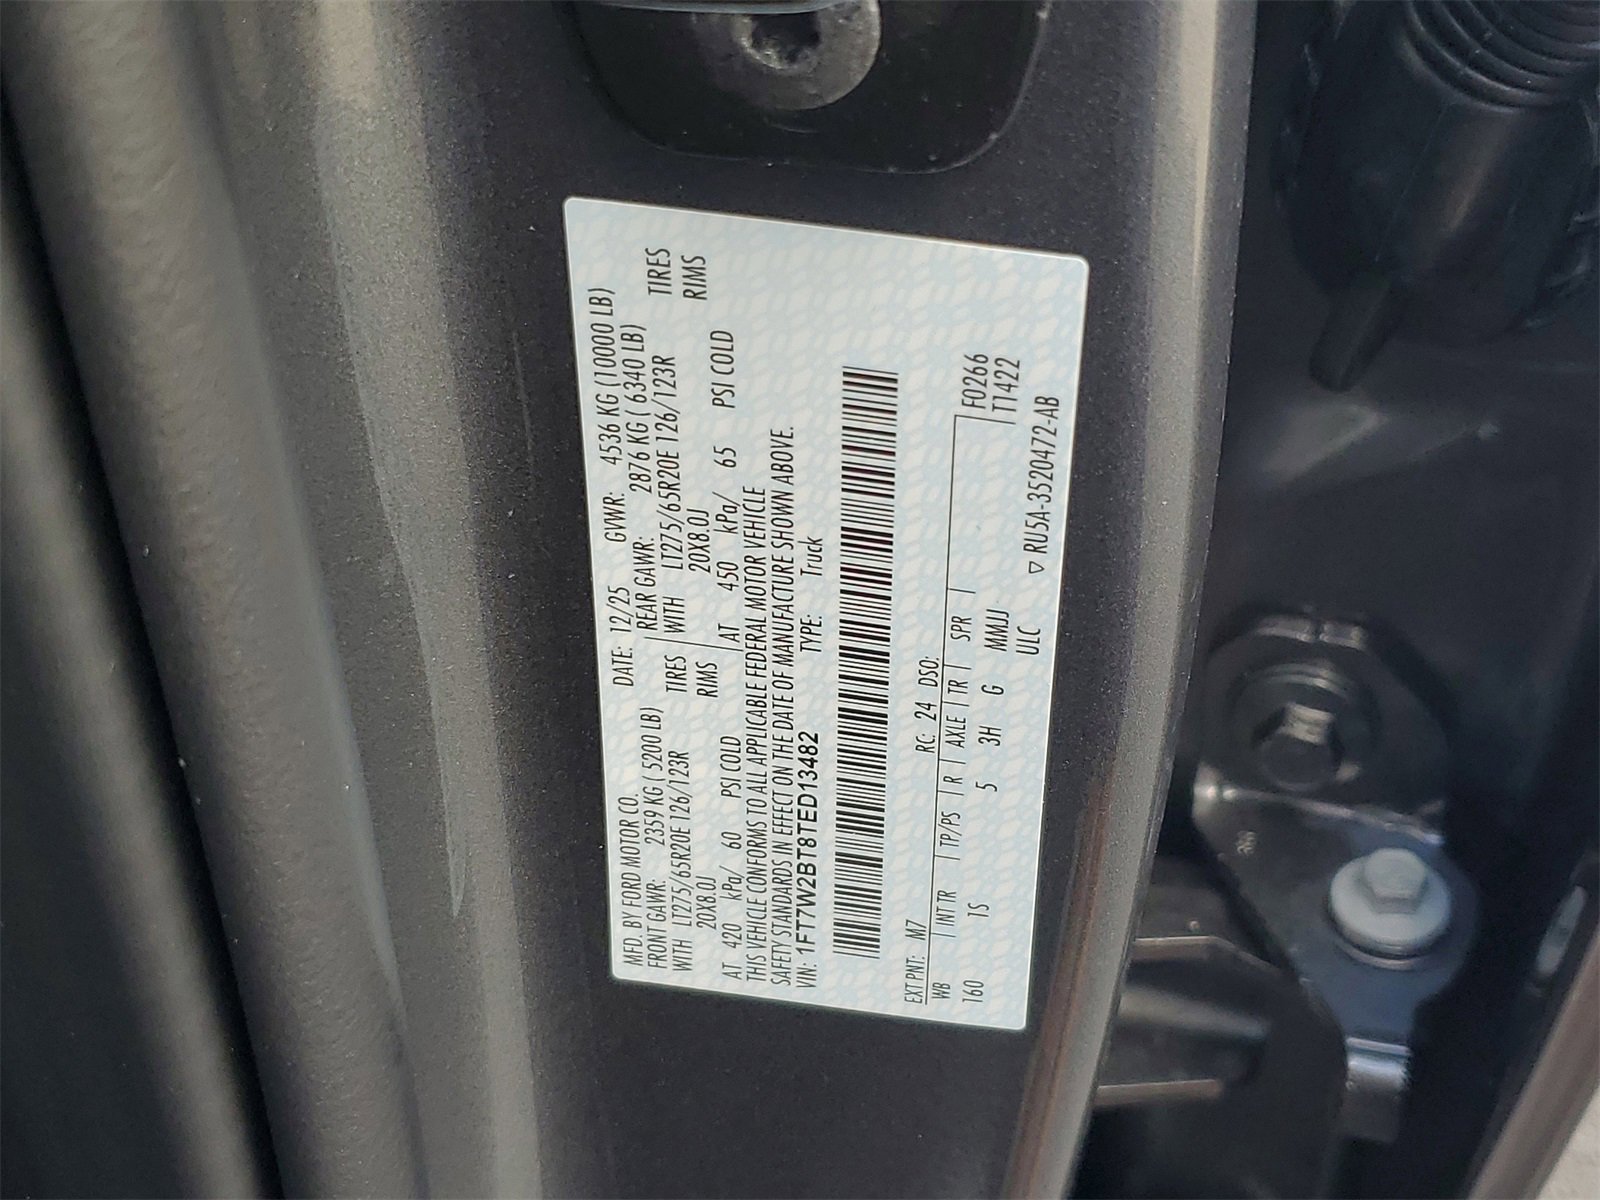 MFD. BY FORD MOTOR CO.
DATE: 12/25 GVWR: 4536 KG (10000 LB)
FRONT GAWR: 2359 KG ( 5200 LB)
REAR GAWR: 2876 KG ( 6340 LB)
WITH LT275/65R20E 126/123R TIRES
WITH LT275/65R20E 126/123R TIRES
20X8.0J RIMS
20X8.0J RIMS
AT 420 kPa/ 60 PSI COLD
AT 450 kPa/ 65 PSI COLD
THIS VEHICLE CONFORMS TO ALL APPLICABLE FEDERAL MOTOR VEHICLE
SAFETY STANDARDS IN EFFECT ON THE DATE OF MANUFACTURE SHOWN ABOVE.
VIN: 1FT7W2BT8TED13482 TYPE: Truck
EXT PNT: M7 RC: 24 DSO:
WB INT TR TP/PS R AXLE TR SPR
F0266
160 1S 5 3H G MMJJ T1422
ULC
▽ RU5A-3520472-AB